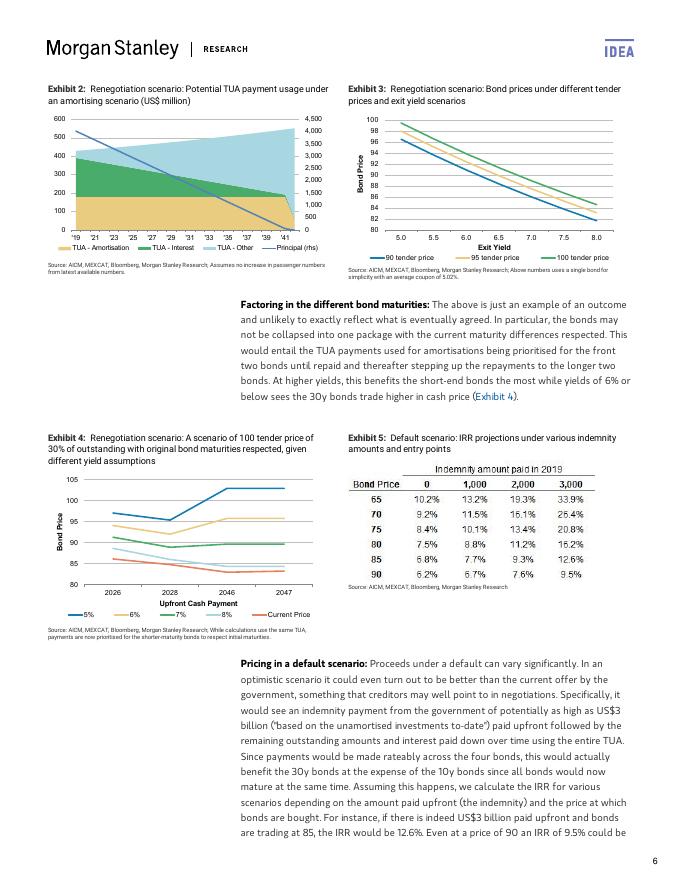 Morgan Stanley | RESEARCH
IDEA
Exhibit 2: Renegotiation scenario: Potential TUA payment usage under
an amortising scenario (US$ million)
600
500
400
300
200
100
0
4,500
4,000
3,500
3,000
2,500
2,000
1,500
1,000
500
0
'19 '21 '23 '25 '27 '29 '31 '33 '35 '37 '39 '41
TUA - Amortisation TUA - Interest TUA - Other Principal (rhs)
Source: AICM, MEXCAT, Bloomberg, Morgan Stanley Research; Assumes no increase in passenger numbers
from latest available numbers.
Exhibit 3: Renegotiation scenario: Bond prices under different tender
prices and exit yield scenarios
Bond Price
100
98
96
94
92
90
88
86
84
82
80
5.0 5.5 6.0 6.5 7.0 7.5 8.0
Exit Yield
90 tender price 95 tender price 100 tender price
Source: AICM, MEXCAT, Bloomberg, Morgan Stanley Research; Above numbers uses a single bond for
simplicity with an average coupon of 5.02%.
Factoring in the different bond maturities: The above is just an example of an outcome
and unlikely to exactly reflect what is eventually agreed. In particular, the bonds may
not be collapsed into one package with the current maturity differences respected. This
would entail the TUA payments used for amortisations being prioritised for the front
two bonds until repaid and thereafter stepping up the repayments to the longer two
bonds. At higher yields, this benefits the short-end bonds the most while yields of 6% or
below sees the 30y bonds trade higher in cash price (Exhibit 4).
Exhibit 4: Renegotiation scenario: A scenario of 100 tender price of
30% of outstanding with original bond maturities respected, given
different yield assumptions
Bond Price
105
100
95
90
85
80
2026 2028 2046 2047
Upfront Cash Payment
5% 6% 7% 8% Current Price
Source: AICM, MEXCAT, Bloomberg, Morgan Stanley Research; While calculations use the same TUA,
payments are now prioritised for the shorter-maturity bonds to respect initial maturities.
Exhibit 5: Default scenario: IRR projections under various indemnity
amounts and entry points
Indemnity amount paid in 2019
Bond Price 0 1,000 2,000 3,000
65 10.2% 13.2% 19.3% 33.9%
70 9.2% 11.5% 16.1% 26.4%
75 8.4% 10.1% 13.4% 20.8%
80 7.5% 8.8% 11.2% 16.2%
85 6.8% 7.7% 9.3% 12.6%
90 6.2% 6.7% 7.6% 9.5%
Source: AICM, MEXCAT, Bloomberg, Morgan Stanley Research
Pricing in a default scenario: Proceeds under a default can vary significantly. In an
optimistic scenario it could even turn out to be better than the current offer by the
government, something that creditors may well point to in negotiations. Specifically, it
would see an indemnity payment from the government of potentially as high as US$3
billion ("based on the unamortised investments to-date") paid upfront followed by the
remaining outstanding amounts and interest paid down over time using the entire TUA.
Since payments would be made rateably across the four bonds, this would actually
benefit the 30y bonds at the expense of the 10y bonds since all bonds would now
mature at the same time. Assuming this happens, we calculate the IRR for various
scenarios depending on the amount paid upfront (the indemnity) and the price at which
bonds are bought. For instance, if there is indeed US$3 billion paid upfront and bonds
are trading at 85, the IRR would be 12.6%. Even at a price of 90 an IRR of 9.5% could be
6